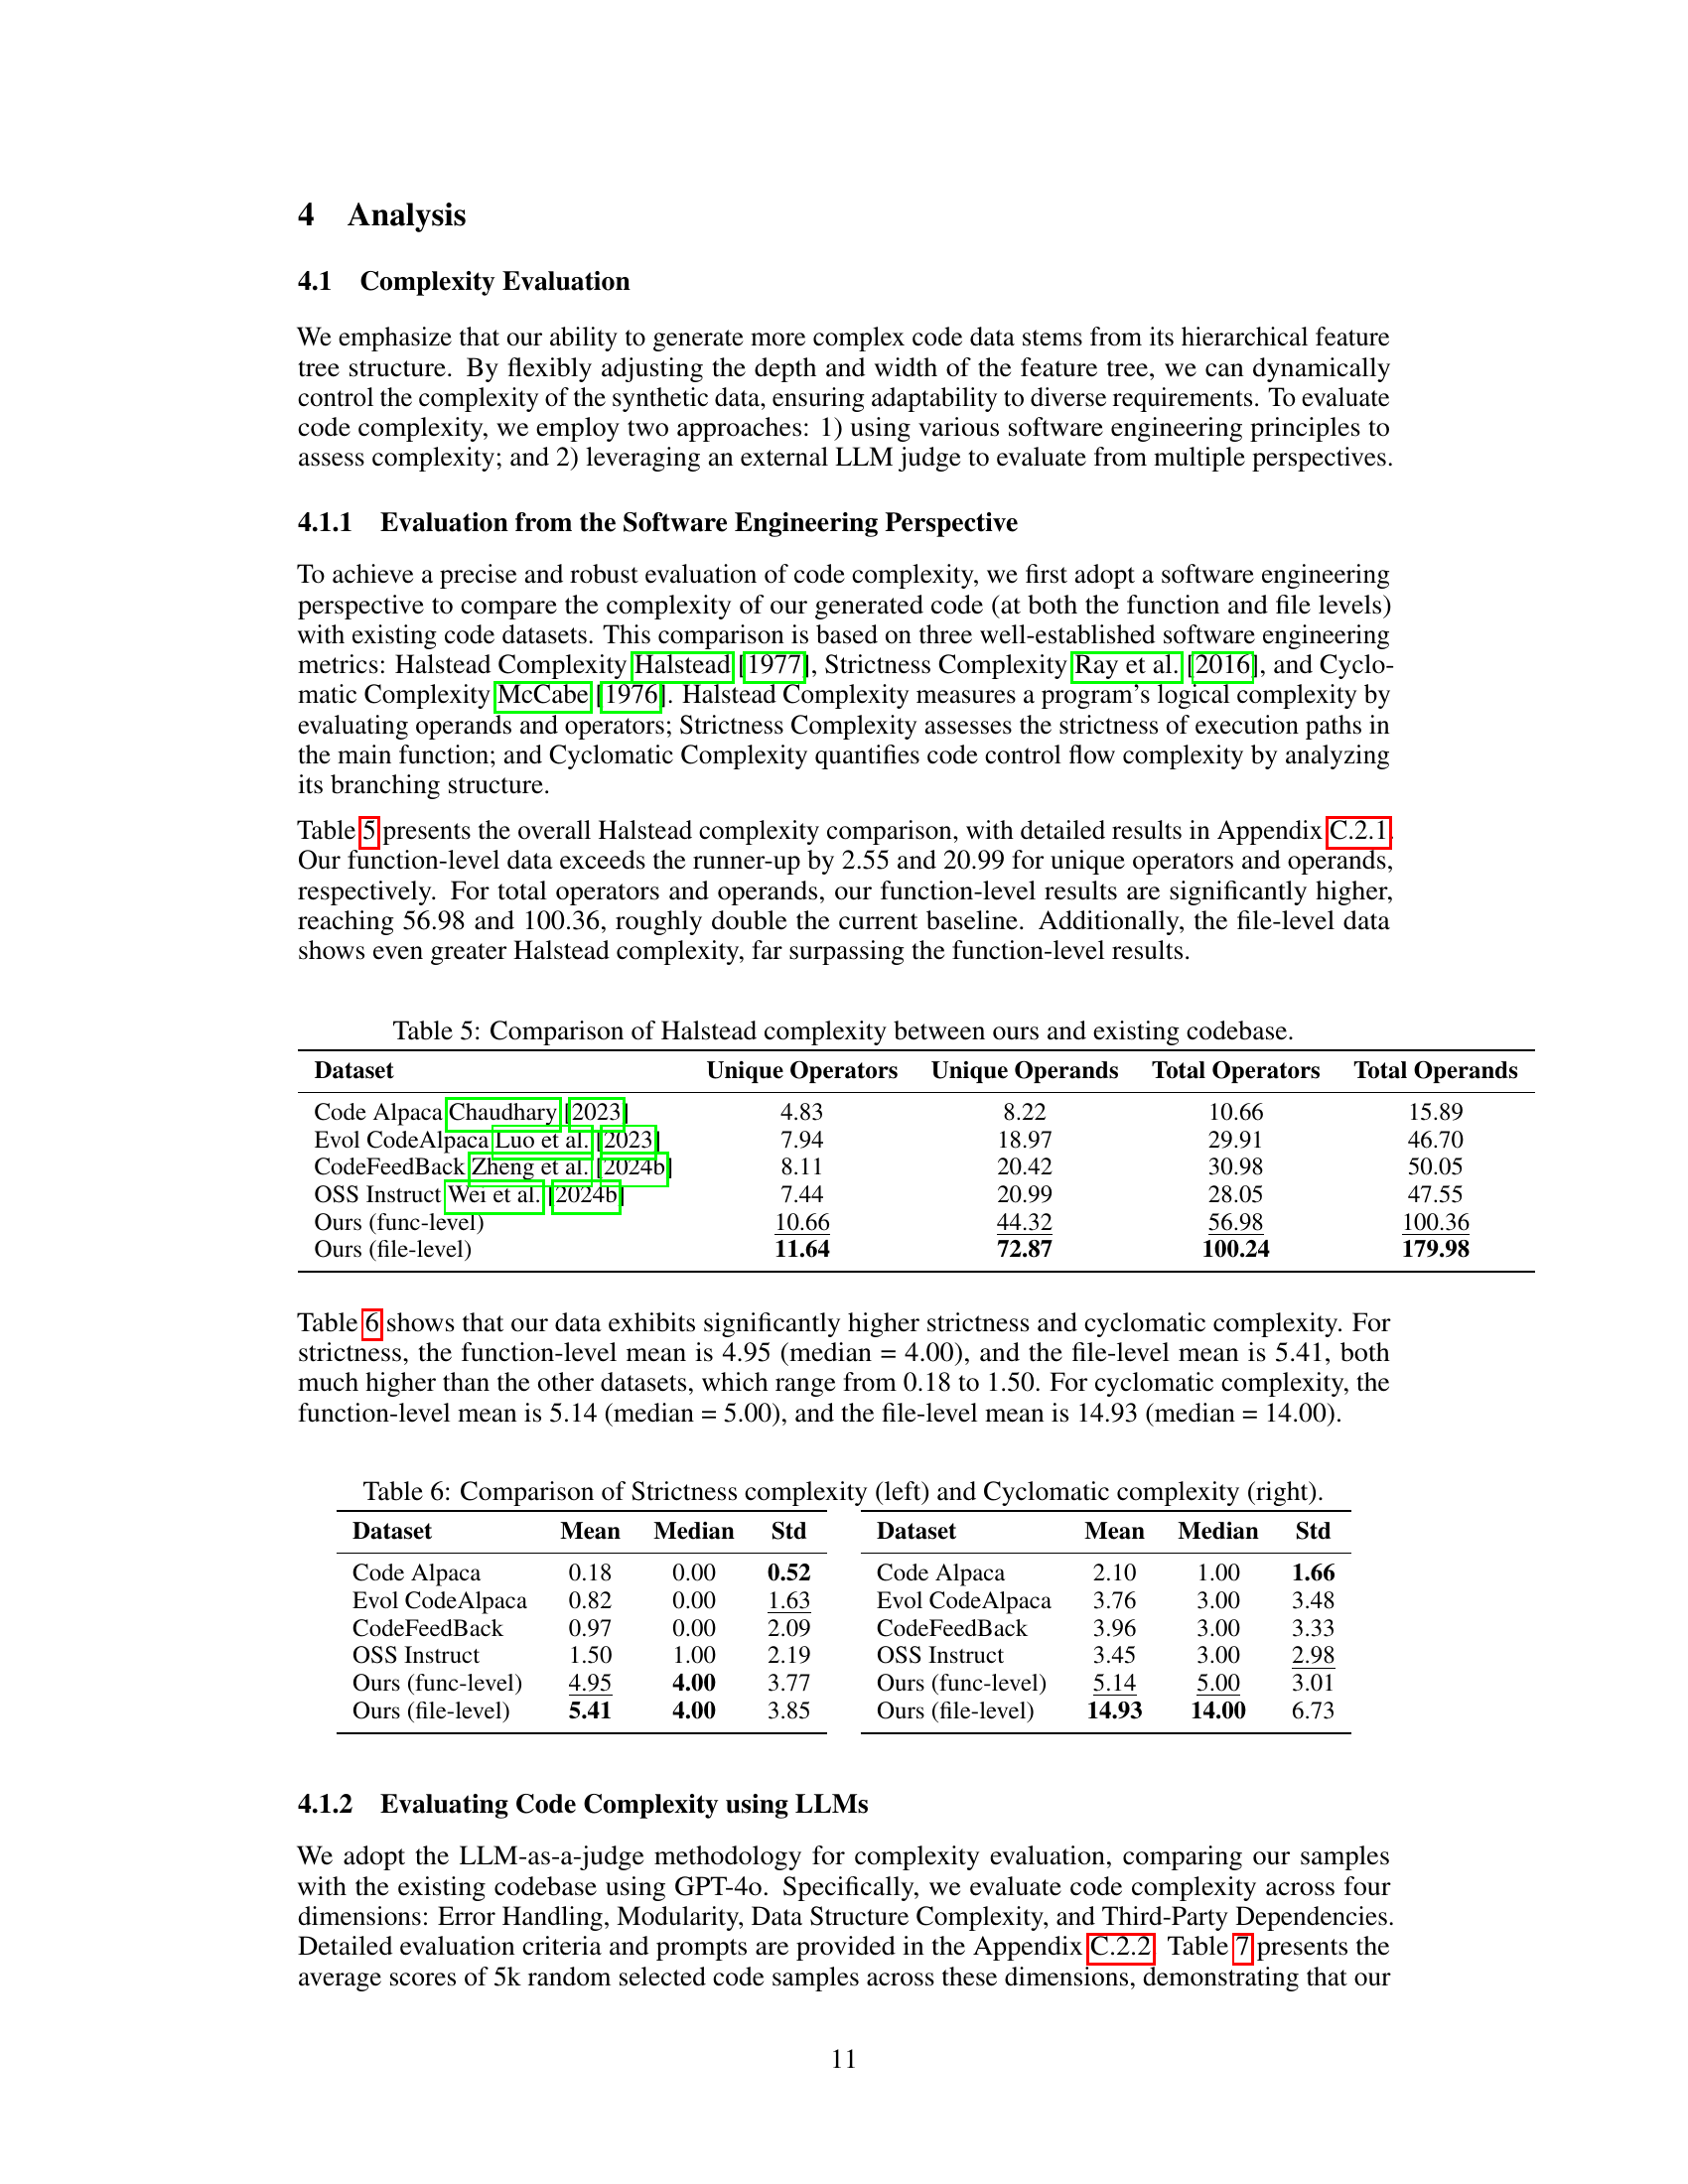 4 Analysis
4.1 Complexity Evaluation
We emphasize that our ability to generate more complex code data stems from its hierarchical feature
tree structure. By flexibly adjusting the depth and width of the feature tree, we can dynamically
control the complexity of the synthetic data, ensuring adaptability to diverse requirements. To evaluate
code complexity, we employ two approaches: 1) using various software engineering principles to
assess complexity; and 2) leveraging an external LLM judge to evaluate from multiple perspectives.
4.1.1 Evaluation from the Software Engineering Perspective
To achieve a precise and robust evaluation of code complexity, we first adopt a software engineering
perspective to compare the complexity of our generated code (at both the function and file levels)
with existing code datasets. This comparison is based on three well-established software engineering
metrics: Halstead Complexity Halstead [1977], Strictness Complexity Ray et al. [2016], and Cyclo-
matic Complexity McCabe [1976]. Halstead Complexity measures a program's logical complexity by
evaluating operands and operators; Strictness Complexity assesses the strictness of execution paths in
the main function; and Cyclomatic Complexity quantifies code control flow complexity by analyzing
its branching structure.
Table 5 presents the overall Halstead complexity comparison, with detailed results in Appendix C.2.1.
Our function-level data exceeds the runner-up by 2.55 and 20.99 for unique operators and operands,
respectively. For total operators and operands, our function-level results are significantly higher,
reaching 56.98 and 100.36, roughly double the current baseline. Additionally, the file-level data
shows even greater Halstead complexity, far surpassing the function-level results.
Table 5: Comparison of Halstead complexity between ours and existing codebase.
Dataset Unique Operators Unique Operands Total Operators Total Operands
Code Alpaca Chaudhary [2023] 4.83 8.22 10.66 15.89
Evol CodeAlpaca Luo et al. [2023] 7.94 18.97 29.91 46.70
CodeFeedBack Zheng et al. [2024b] 8.11 20.42 30.98 50.05
OSS Instruct Wei et al. [2024b] 7.44 20.99 28.05 47.55
Ours (func-level) 10.66 44.32 56.98 100.36
Ours (file-level) 11.64 72.87 100.24 179.98
Table 6 shows that our data exhibits significantly higher strictness and cyclomatic complexity. For
strictness, the function-level mean is 4.95 (median = 4.00), and the file-level mean is 5.41, both
much higher than the other datasets, which range from 0.18 to 1.50. For cyclomatic complexity, the
function-level mean is 5.14 (median = 5.00), and the file-level mean is 14.93 (median = 14.00).
Table 6: Comparison of Strictness complexity (left) and Cyclomatic complexity (right).
Dataset Mean Median Std
Code Alpaca 0.18 0.00 0.52
Evol CodeAlpaca 0.82 0.00 1.63
CodeFeedBack 0.97 0.00 2.09
OSS Instruct 1.50 1.00 2.19
Ours (func-level) 4.95 4.00 3.77
Ours (file-level) 5.41 4.00 3.85
Dataset Mean Median Std
Code Alpaca 2.10 1.00 1.66
Evol CodeAlpaca 3.76 3.00 3.48
CodeFeedBack 3.96 3.00 3.33
OSS Instruct 3.45 3.00 2.98
Ours (func-level) 5.14 5.00 3.01
Ours (file-level) 14.93 14.00 6.73
4.1.2 Evaluating Code Complexity using LLMs
We adopt the LLM-as-a-judge methodology for complexity evaluation, comparing our samples
with the existing codebase using GPT-4o. Specifically, we evaluate code complexity across four
dimensions: Error Handling, Modularity, Data Structure Complexity, and Third-Party Dependencies.
Detailed evaluation criteria and prompts are provided in the Appendix C.2.2. Table 7 presents the
average scores of 5k random selected code samples across these dimensions, demonstrating that our
11